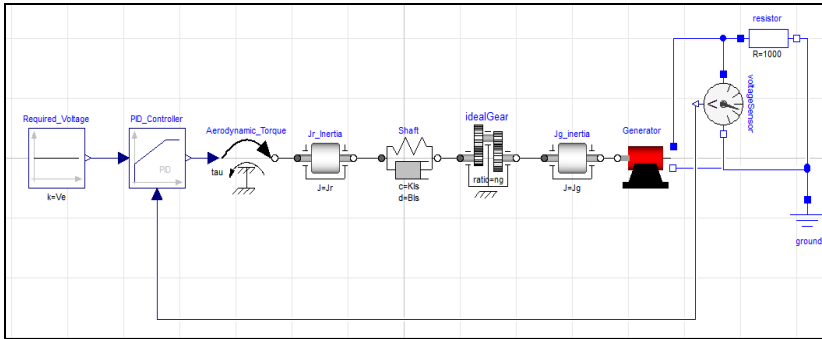 resistor
R=1000
voltageSensor
Required_Voltage
PID_Controller
Aerodynamic_Torque
Jr_Inertia
Shaft
idealGear
Jg_inertia
Generator
PID
tau
V
k=Ve
J=Jr
c=Kls
d=Bls
ratio=ng
J=Jg
ground